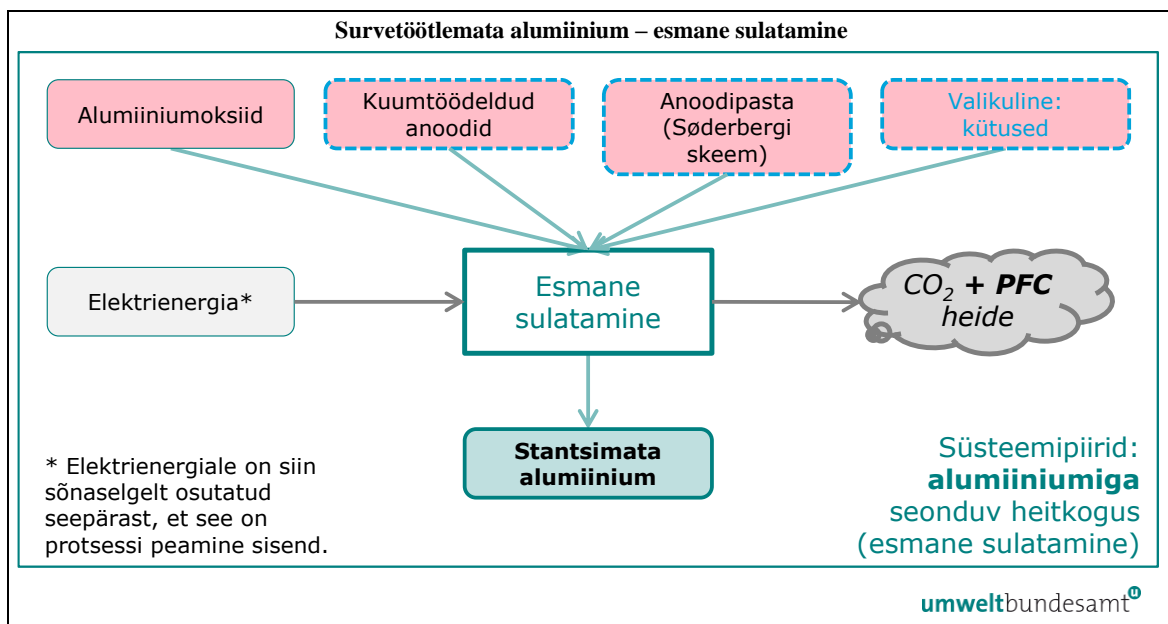 Survetöötlemata alumiinium – esmane sulatamine
Alumiiniumoksiid
Kuumtöödeldud
anoodid
Anoodipasta
(Søderbergi
skeem)
Valikuline:
kütused
Elektrienergia*
Esmane
sulatamine
CO₂ + PFC
heide
Stantsimata
alumiinium
* Elektrienergiale on siin
sõnaselgelt osutatud
seepärast, et see on
protsessi peamine sisend.
Süsteemipiirid:
alumiiniumiga
seonduv heitkogus
(esmane sulatamine)
umweltbundesamt ᵘ